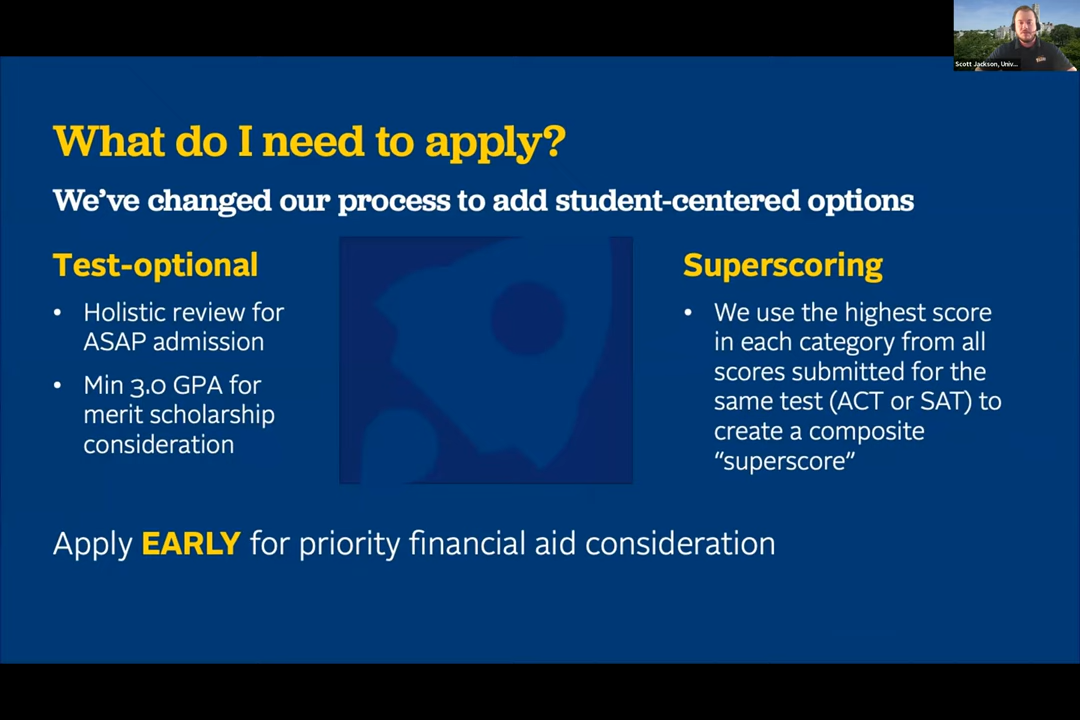 Scott Jackson, Univ...
What do I need to apply?
We've changed our process to add student-centered options
Test-optional
• Holistic review for
ASAP admission
• Min 3.0 GPA for
merit scholarship
consideration
Superscoring
• We use the highest score
in each category from all
scores submitted for the
same test (ACT or SAT) to
create a composite
“superscore”
Apply EARLY for priority financial aid consideration